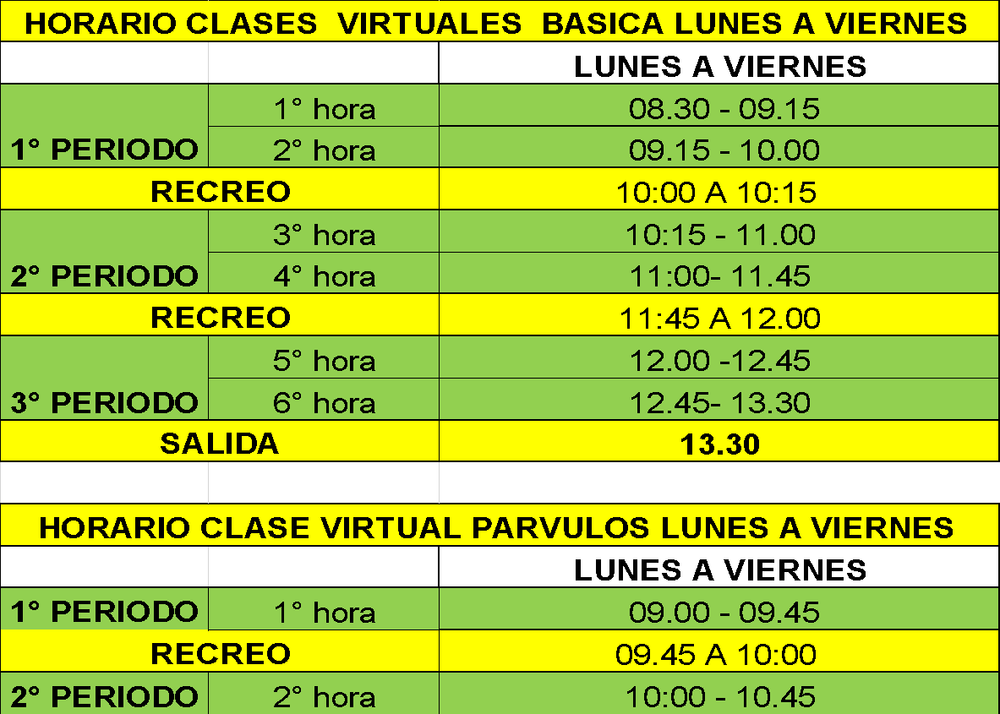 HORARIO CLASES VIRTUALES BASICA LUNES A VIERNES
LUNES A VIERNES
1° hora 08.30 - 09.15
1° PERIODO 2° hora 09.15 - 10.00
RECREO 10:00 A 10:15
3° hora 10:15 - 11.00
2° PERIODO 4° hora 11:00- 11.45
RECREO 11:45 A 12.00
5° hora 12.00 -12.45
3° PERIODO 6° hora 12.45- 13.30
SALIDA 13.30
HORARIO CLASE VIRTUAL PARVULOS LUNES A VIERNES
LUNES A VIERNES
1° PERIODO 1° hora 09.00 - 09.45
RECREO 09.45 A 10:00
2° PERIODO 2° hora 10:00 - 10.45